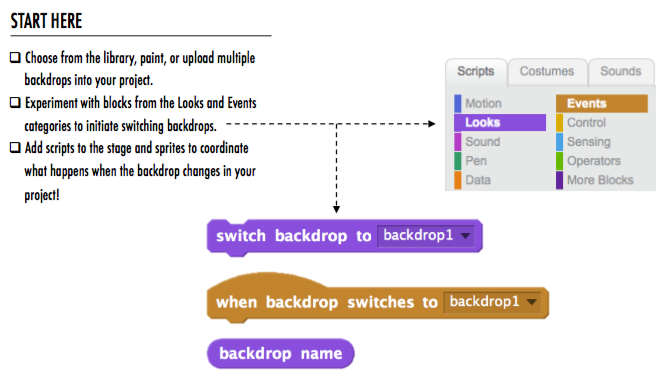 START HERE
Choose from the library, paint, or upload multiple
backdrops into your project.
Experiment with blocks from the Looks and Events
categories to initiate switching backdrops.
Add scripts to the stage and sprites to coordinate
what happens when the backdrop changes in your
project!
Scripts Costumes Sounds
Motion Events
Looks Control
Sound Sensing
Pen Operators
Data More Blocks
switch backdrop to backdrop1
when backdrop switches to backdrop1
backdrop name